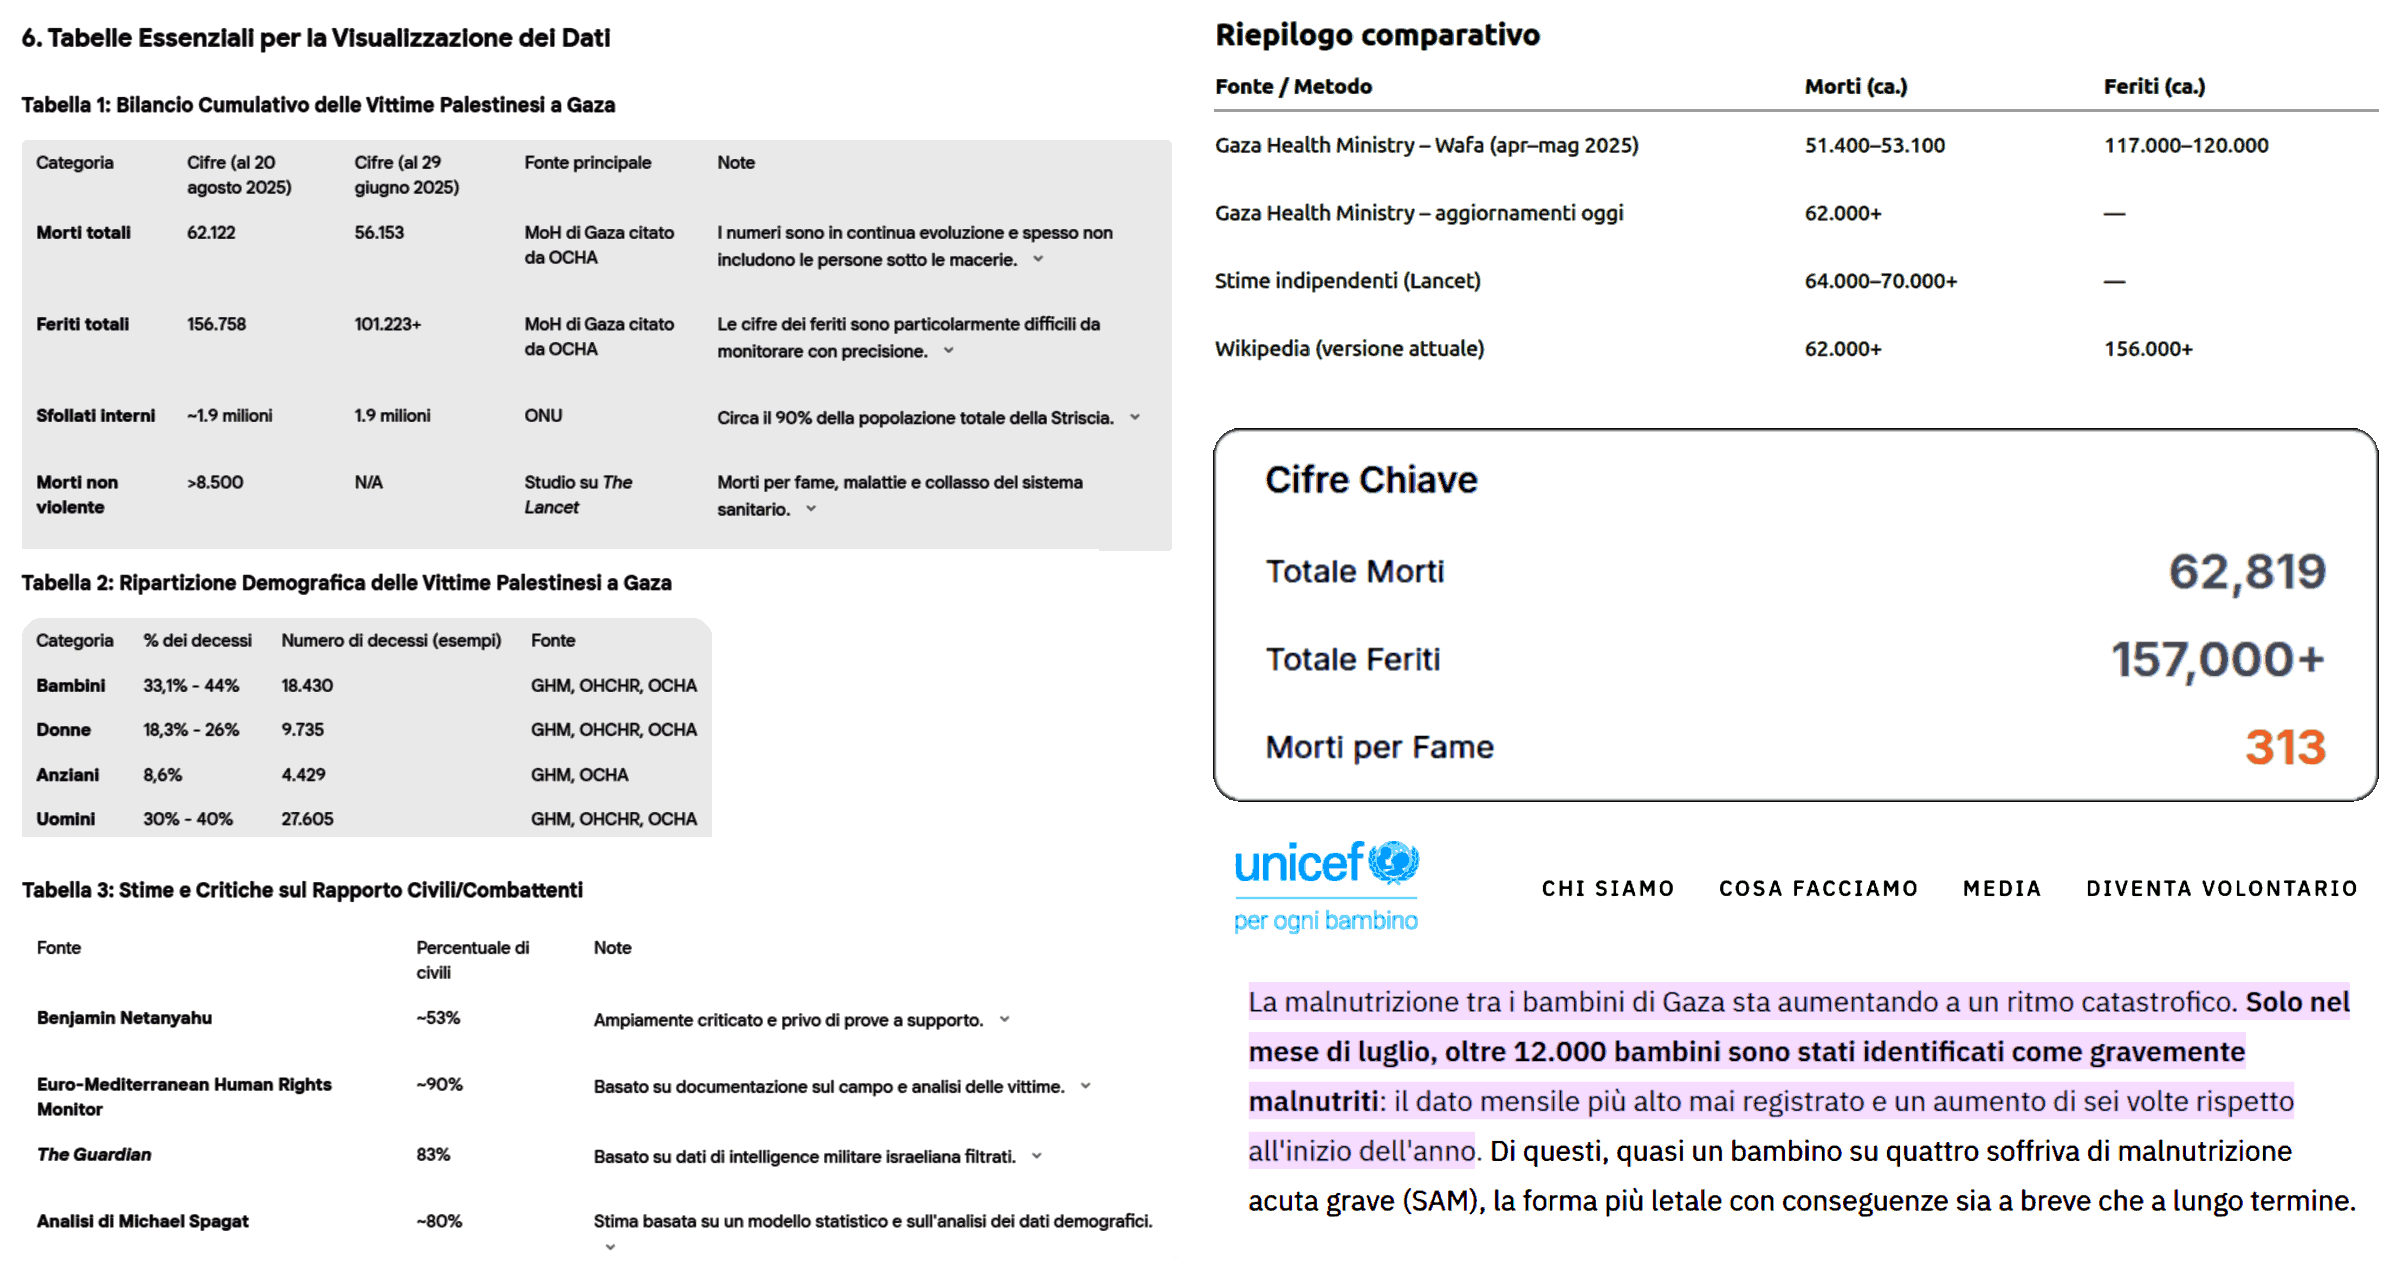 6. Tabelle Essenziali per la Visualizzazione dei Dati
Tabella 1: Bilancio Cumulativo delle Vittime Palestinesi a Gaza
Categoria Cifre (al 20 agosto 2025) Cifre (al 29 giugno 2025) Fonte principale Note
Morti totali 62.122 56.153 MoH di Gaza citato da OCHA I numeri sono in continua evoluzione e spesso non includono le persone sotto le macerie.
Feriti totali 156.758 101.223+ MoH di Gaza citato da OCHA Le cifre dei feriti sono particolarmente difficili da monitorare con precisione.
Sfollati interni ~1.9 milioni 1.9 milioni ONU Circa il 90% della popolazione totale della Striscia.
Morti non violente >8.500 N/A Studio su The Lancet Morti per fame, malattie e collasso del sistema sanitario.
Tabella 2: Ripartizione Demografica delle Vittime Palestinesi a Gaza
Categoria % dei decessi Numero di decessi (esempi) Fonte
Bambini 33,1% - 44% 18.430 GHM, OHCHR, OCHA
Donne 18,3% - 26% 9.735 GHM, OHCHR, OCHA
Anziani 8,6% 4.429 GHM, OCHA
Uomini 30% - 40% 27.605 GHM, OHCHR, OCHA
Tabella 3: Stime e Critiche sul Rapporto Civili/Combattenti
Fonte Percentuale di civili Note
Benjamin Netanyahu ~53% Ampiamente criticato e privo di prove a supporto.
Euro-Mediterranean Human Rights Monitor ~90% Basato su documentazione sul campo e analisi delle vittime.
The Guardian 83% Basato su dati di intelligence militare israeliana filtrati.
Analisi di Michael Spagat ~80% Stima basata su un modello statistico e sull'analisi dei dati demografici.
Riepilogo comparativo
Fonte / Metodo Morti (ca.) Feriti (ca.)
Gaza Health Ministry – Wafa (apr–mag 2025) 51.400–53.100 117.000–120.000
Gaza Health Ministry – aggiornamenti oggi 62.000+ —
Stime indipendenti (Lancet) 64.000–70.000+ —
Wikipedia (versione attuale) 62.000+ 156.000+
Cifre Chiave
Totale Morti 62,819
Totale Feriti 157,000+
Morti per Fame 313
unicef
per ogni bambino
CHI SIAMO COSA FACCIAMO MEDIA DIVENTA VOLONTARIO
La malnutrizione tra i bambini di Gaza sta aumentando a un ritmo catastrofico. Solo nel
mese di luglio, oltre 12.000 bambini sono stati identificati come gravemente
malnutriti: il dato mensile più alto mai registrato e un aumento di sei volte rispetto
all'inizio dell'anno. Di questi, quasi un bambino su quattro soffriva di malnutrizione
acuta grave (SAM), la forma più letale con conseguenze sia a breve che a lungo termine.